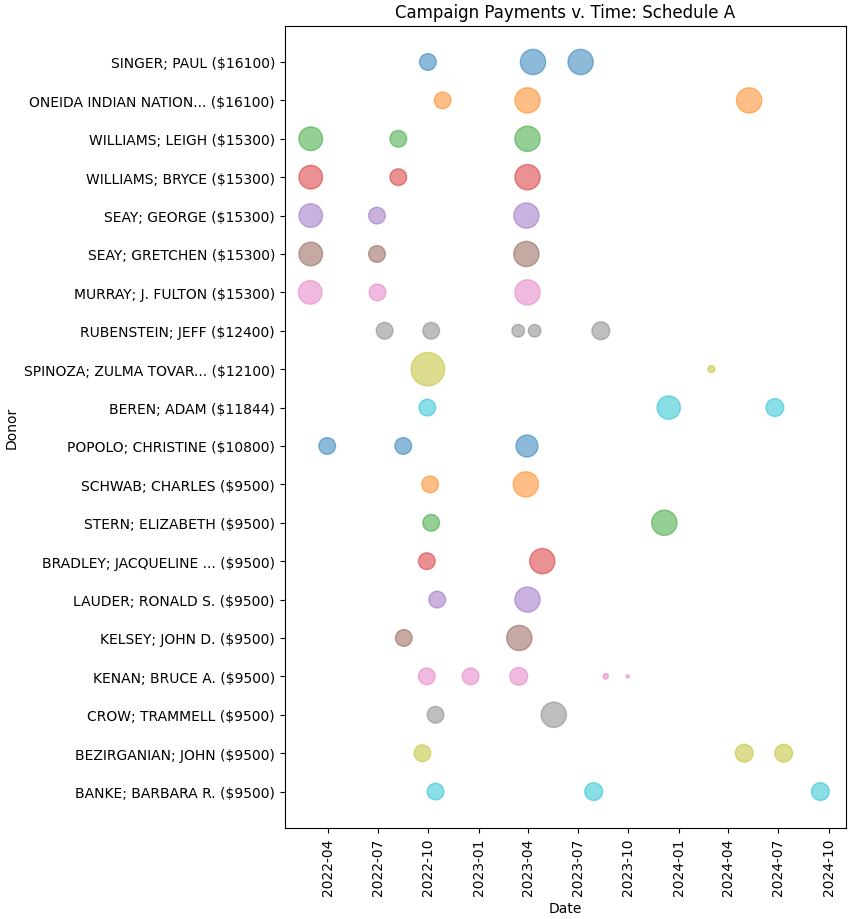 Campaign Payments v. Time: Schedule A
SINGER; PAUL ($16100)
ONEIDA INDIAN NATION... ($16100)
WILLIAMS; LEIGH ($15300)
WILLIAMS; BRYCE ($15300)
SEAY; GEORGE ($15300)
SEAY; GRETCHEN ($15300)
MURRAY; J. FULTON ($15300)
RUBENSTEIN; JEFF ($12400)
SPINOZA; ZULMA TOVAR... ($12100)
BEREN; ADAM ($11844)
POPOLO; CHRISTINE ($10800)
SCHWAB; CHARLES ($9500)
STERN; ELIZABETH ($9500)
BRADLEY; JACQUELINE ... ($9500)
LAUDER; RONALD S. ($9500)
KELSEY; JOHN D. ($9500)
KENAN; BRUCE A. ($9500)
CROW; TRAMMELL ($9500)
BEZIRGANIAN; JOHN ($9500)
BANKE; BARBARA R. ($9500)
Donor
2022-04
2022-07
2022-10
2023-01
2023-04
2023-07
2023-10
2024-01
2024-04
2024-07
2024-10
Date